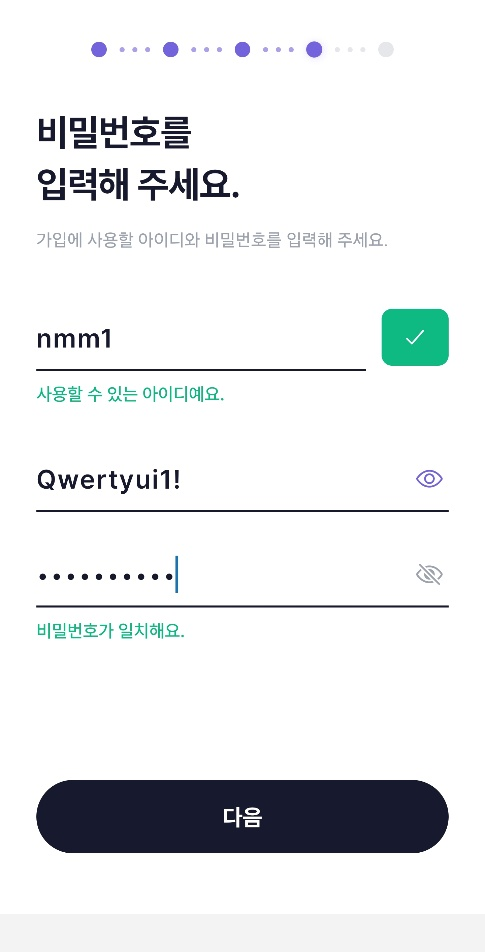 비밀번호를
입력해 주세요.
가입에 사용할 아이디와 비밀번호를 입력해 주세요.
nmm1
사용할 수 있는 아이디예요.
Qwertyui1!
••••••••••
비밀번호가 일치해요.
다음